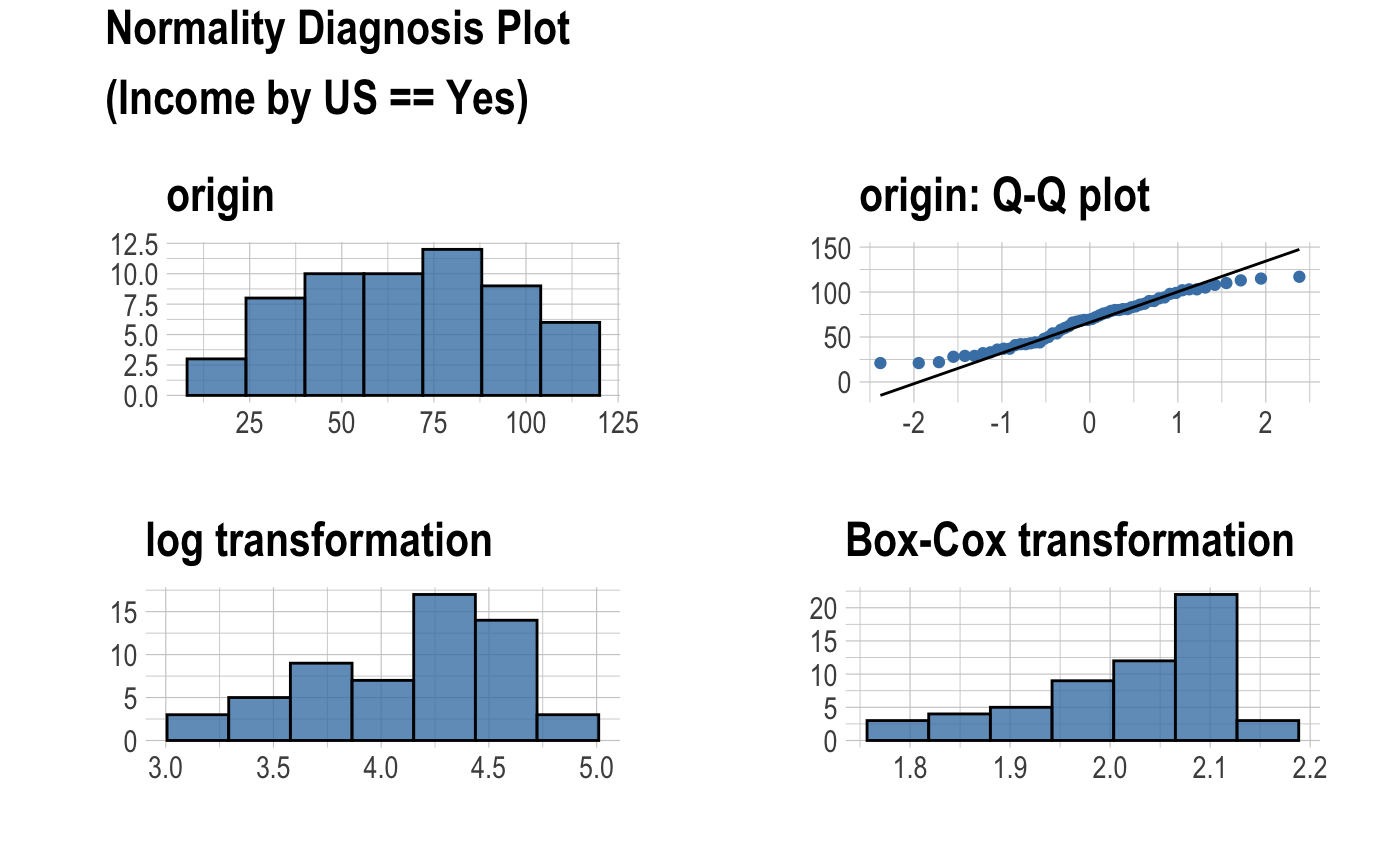 Normality Diagnosis Plot
(Income by US == Yes)
origin
12.5
10.0
7.5
5.0
2.5
0.0
25 50 75 100 125
origin: Q-Q plot
150
100
50
0
-2 -1 0 1 2
log transformation
15
10
5
0
3.0 3.5 4.0 4.5 5.0
Box-Cox transformation
20
15
10
5
0
1.8 1.9 2.0 2.1 2.2